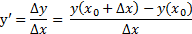 y' = Δy/Δx = (y(x₀ + Δx) − y(x₀))/Δx